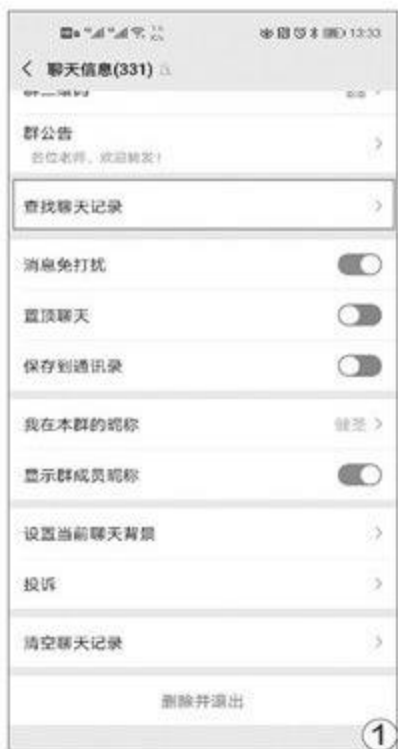 13:33
聊天信息(331)
群公告
各位老师，欢迎转发！
查找聊天记录
消息免打扰
置顶聊天
保存到通讯录
我在本群的昵称
显示群成员昵称
设置当前聊天背景
投诉
清空聊天记录
删除并退出
①